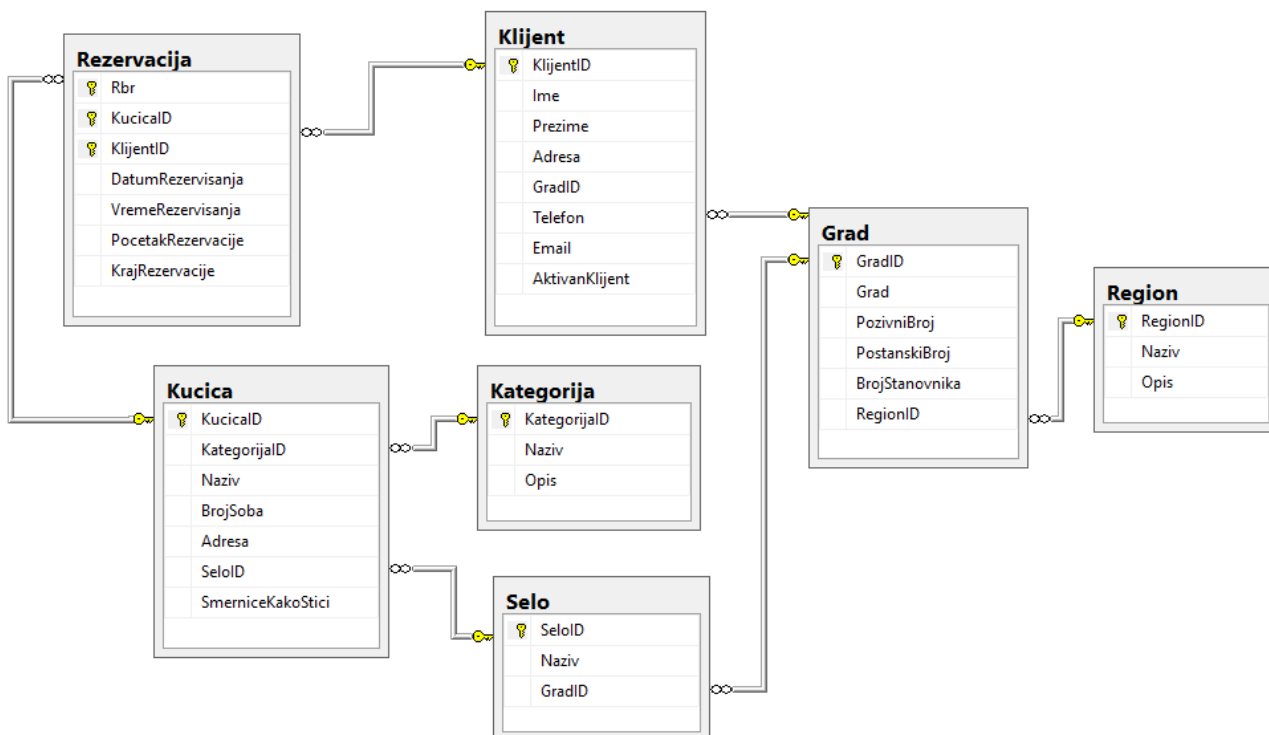 Rezervacija
Rbr
KucicaID
KlijentID
DatumRezervisanja
VremeRezervisanja
PocetakRezervacije
KrajRezervacije
Klijent
KlijentID
Ime
Prezime
Adresa
GradID
Telefon
Email
AktivanKlijent
Grad
GradID
Grad
PozivniBroj
PostanskiBroj
BrojStanovnika
RegionID
Region
RegionID
Naziv
Opis
Kucica
KucicaID
KategorijaID
Naziv
BrojSoba
Adresa
SeloID
SmerniceKakoStici
Kategorija
KategorijaID
Naziv
Opis
Selo
SeloID
Naziv
GradID